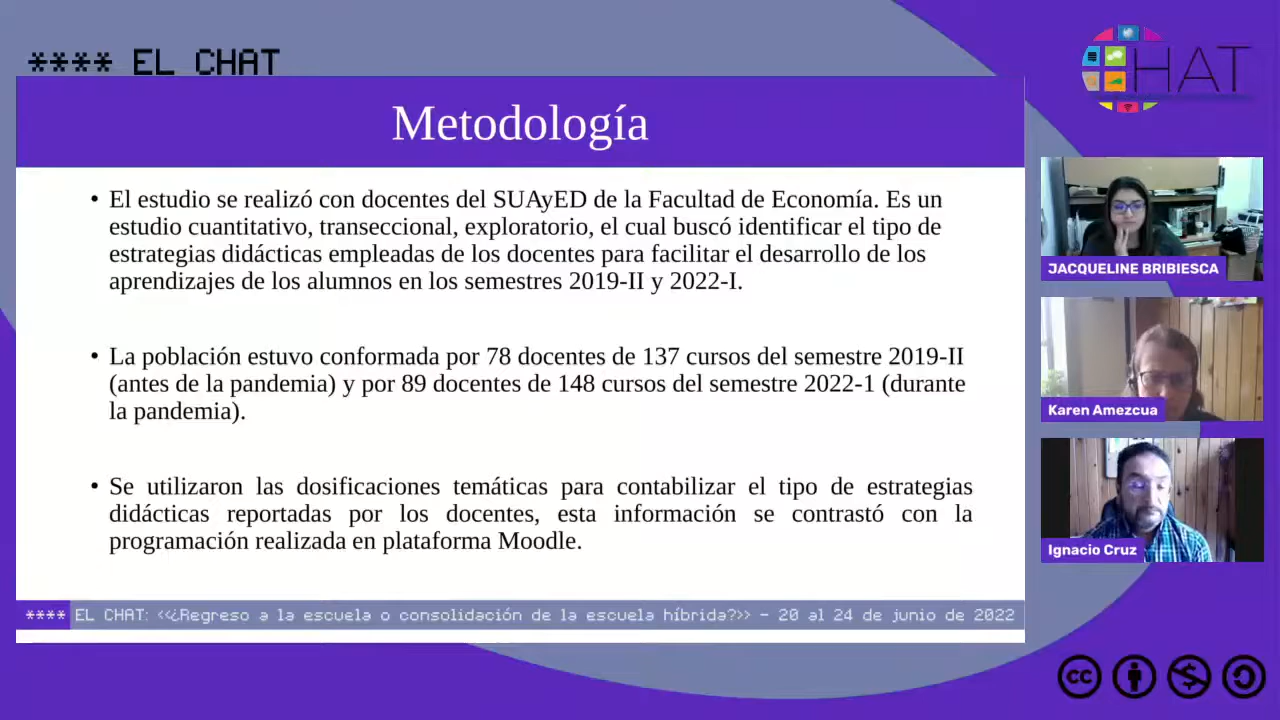 **** EL CHAT
HAT
Metodología
• El estudio se realizó con docentes del SUAyED de la Facultad de Economía. Es un
estudio cuantitativo, transeccional, exploratorio, el cual buscó identificar el tipo de
estrategias didácticas empleadas de los docentes para facilitar el desarrollo de los
aprendizajes de los alumnos en los semestres 2019-II y 2022-I.
• La población estuvo conformada por 78 docentes de 137 cursos del semestre 2019-II
(antes de la pandemia) y por 89 docentes de 148 cursos del semestre 2022-1 (durante
la pandemia).
• Se utilizaron las dosificaciones temáticas para contabilizar el tipo de estrategias
didácticas reportadas por los docentes, esta información se contrastó con la
programación realizada en plataforma Moodle.
**** EL CHAT: <<¿Regreso a la escuela o consolidación de la escuela híbrida?>> - 20 al 24 de junio de 2022
JACQUELINE BRIBIESCA
Karen Amezcua
Ignacio Cruz
cc